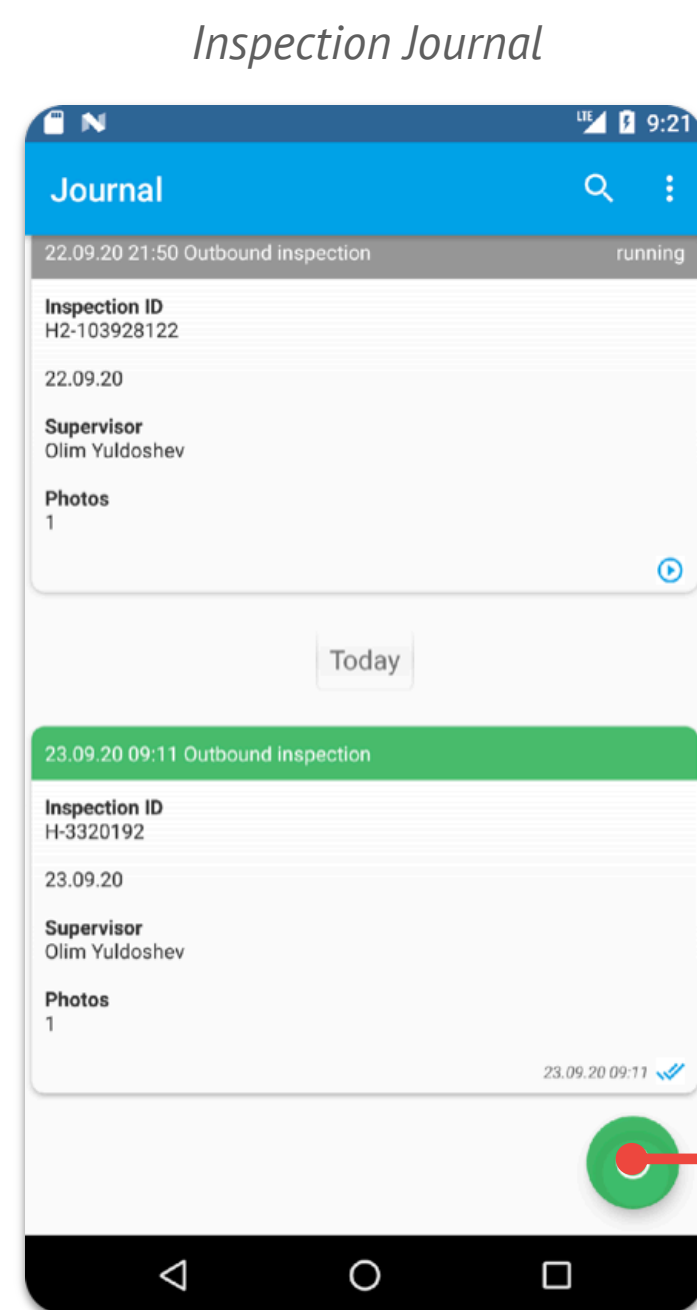 Inspection Journal
LTE 9:21
Journal
22.09.20 21:50 Outbound inspection running
Inspection ID
H2-103928122
22.09.20
Supervisor
Olim Yuldoshev
Photos
1
Today
23.09.20 09:11 Outbound inspection
Inspection ID
H-3320192
23.09.20
Supervisor
Olim Yuldoshev
Photos
1
23.09.20 09:11